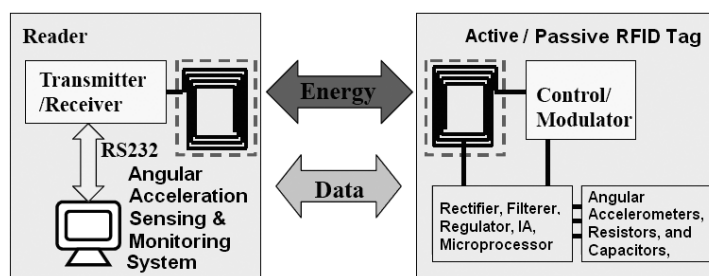 Reader
Transmitter
/Receiver
RS232
Angular
Acceleration
Sensing &
Monitoring
System
Energy
Data
Active / Passive RFID Tag
Control/
Modulator
Rectifier, Filterer,
Regulator, IA,
Microprocessor
Angular
Accelerometers,
Resistors, and
Capacitors,